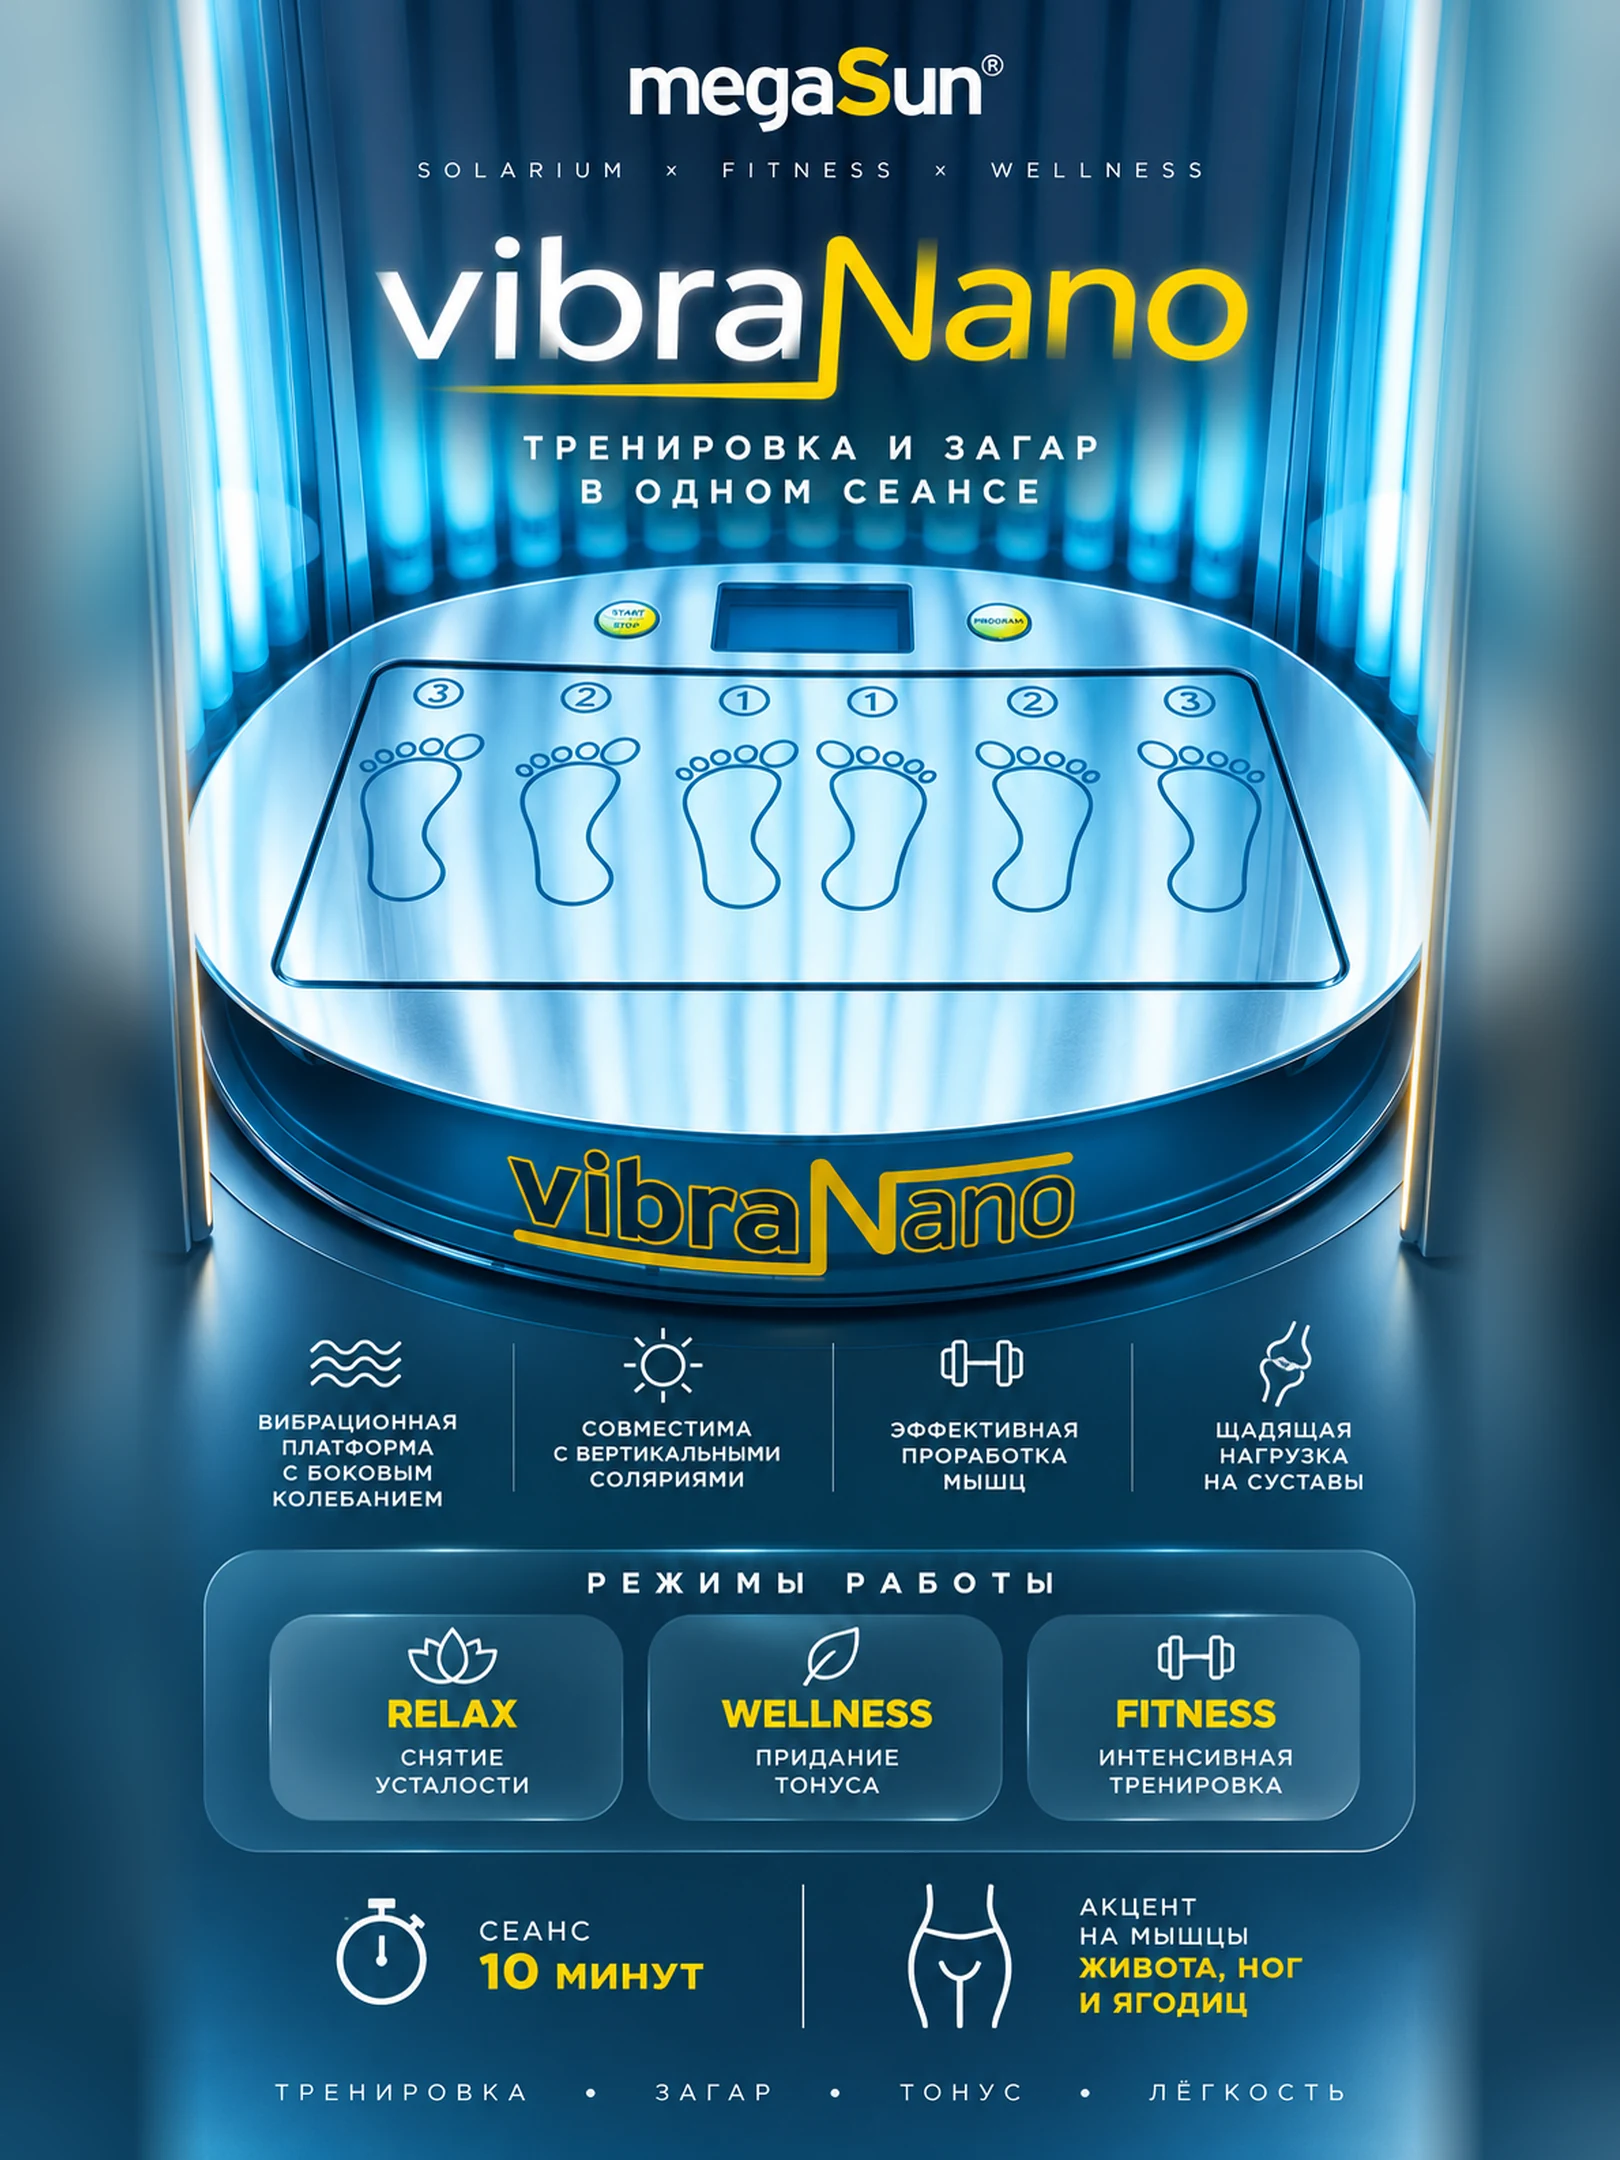 megaSun®
SOLARIUM × FITNESS × WELLNESS
vibraNano
ТРЕНИРОВКА И ЗАГАР
В ОДНОМ СЕАНСЕ
START
STOP
PROGRAM
3 2 1 1 2 3
vibraNano
ВИБРАЦИОННАЯ
ПЛАТФОРМА
С БОКОВЫМ
КОЛЕБАНИЕМ
СОВМЕСТИМА
С ВЕРТИКАЛЬНЫМИ
СОЛЯРИЯМИ
ЭФФЕКТИВНАЯ
ПРОРАБОТКА
МЫШЦ
ЩАДЯЩАЯ
НАГРУЗКА
НА СУСТАВЫ
РЕЖИМЫ РАБОТЫ
RELAX
СНЯТИЕ
УСТАЛОСТИ
WELLNESS
ПРИДАНИЕ
ТОНУСА
FITNESS
ИНТЕНСИВНАЯ
ТРЕНИРОВКА
СЕАНС
10 МИНУТ
АКЦЕНТ
НА МЫШЦЫ
ЖИВОТА, НОГ
И ЯГОДИЦ
ТРЕНИРОВКА • ЗАГАР • ТОНУС • ЛЁГКОСТЬ